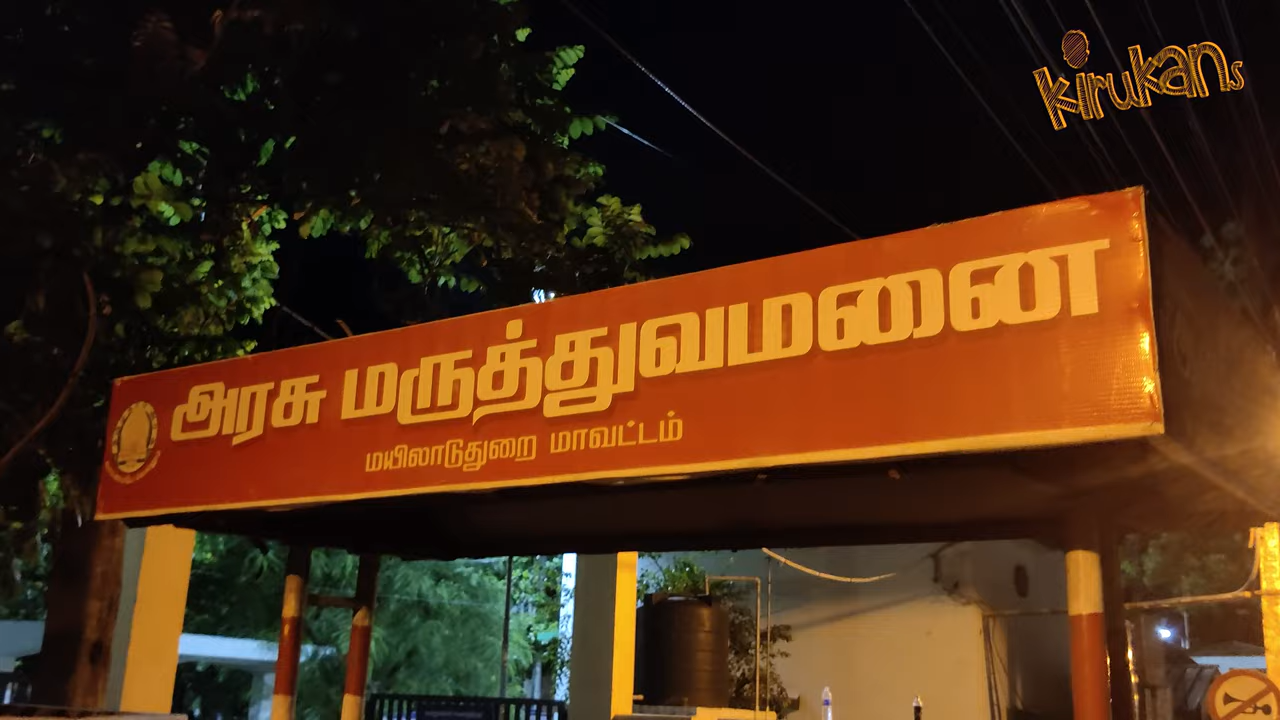 kirukans
அரசு மருத்துவமனை
மயிலாடுதுறை மாவட்டம்